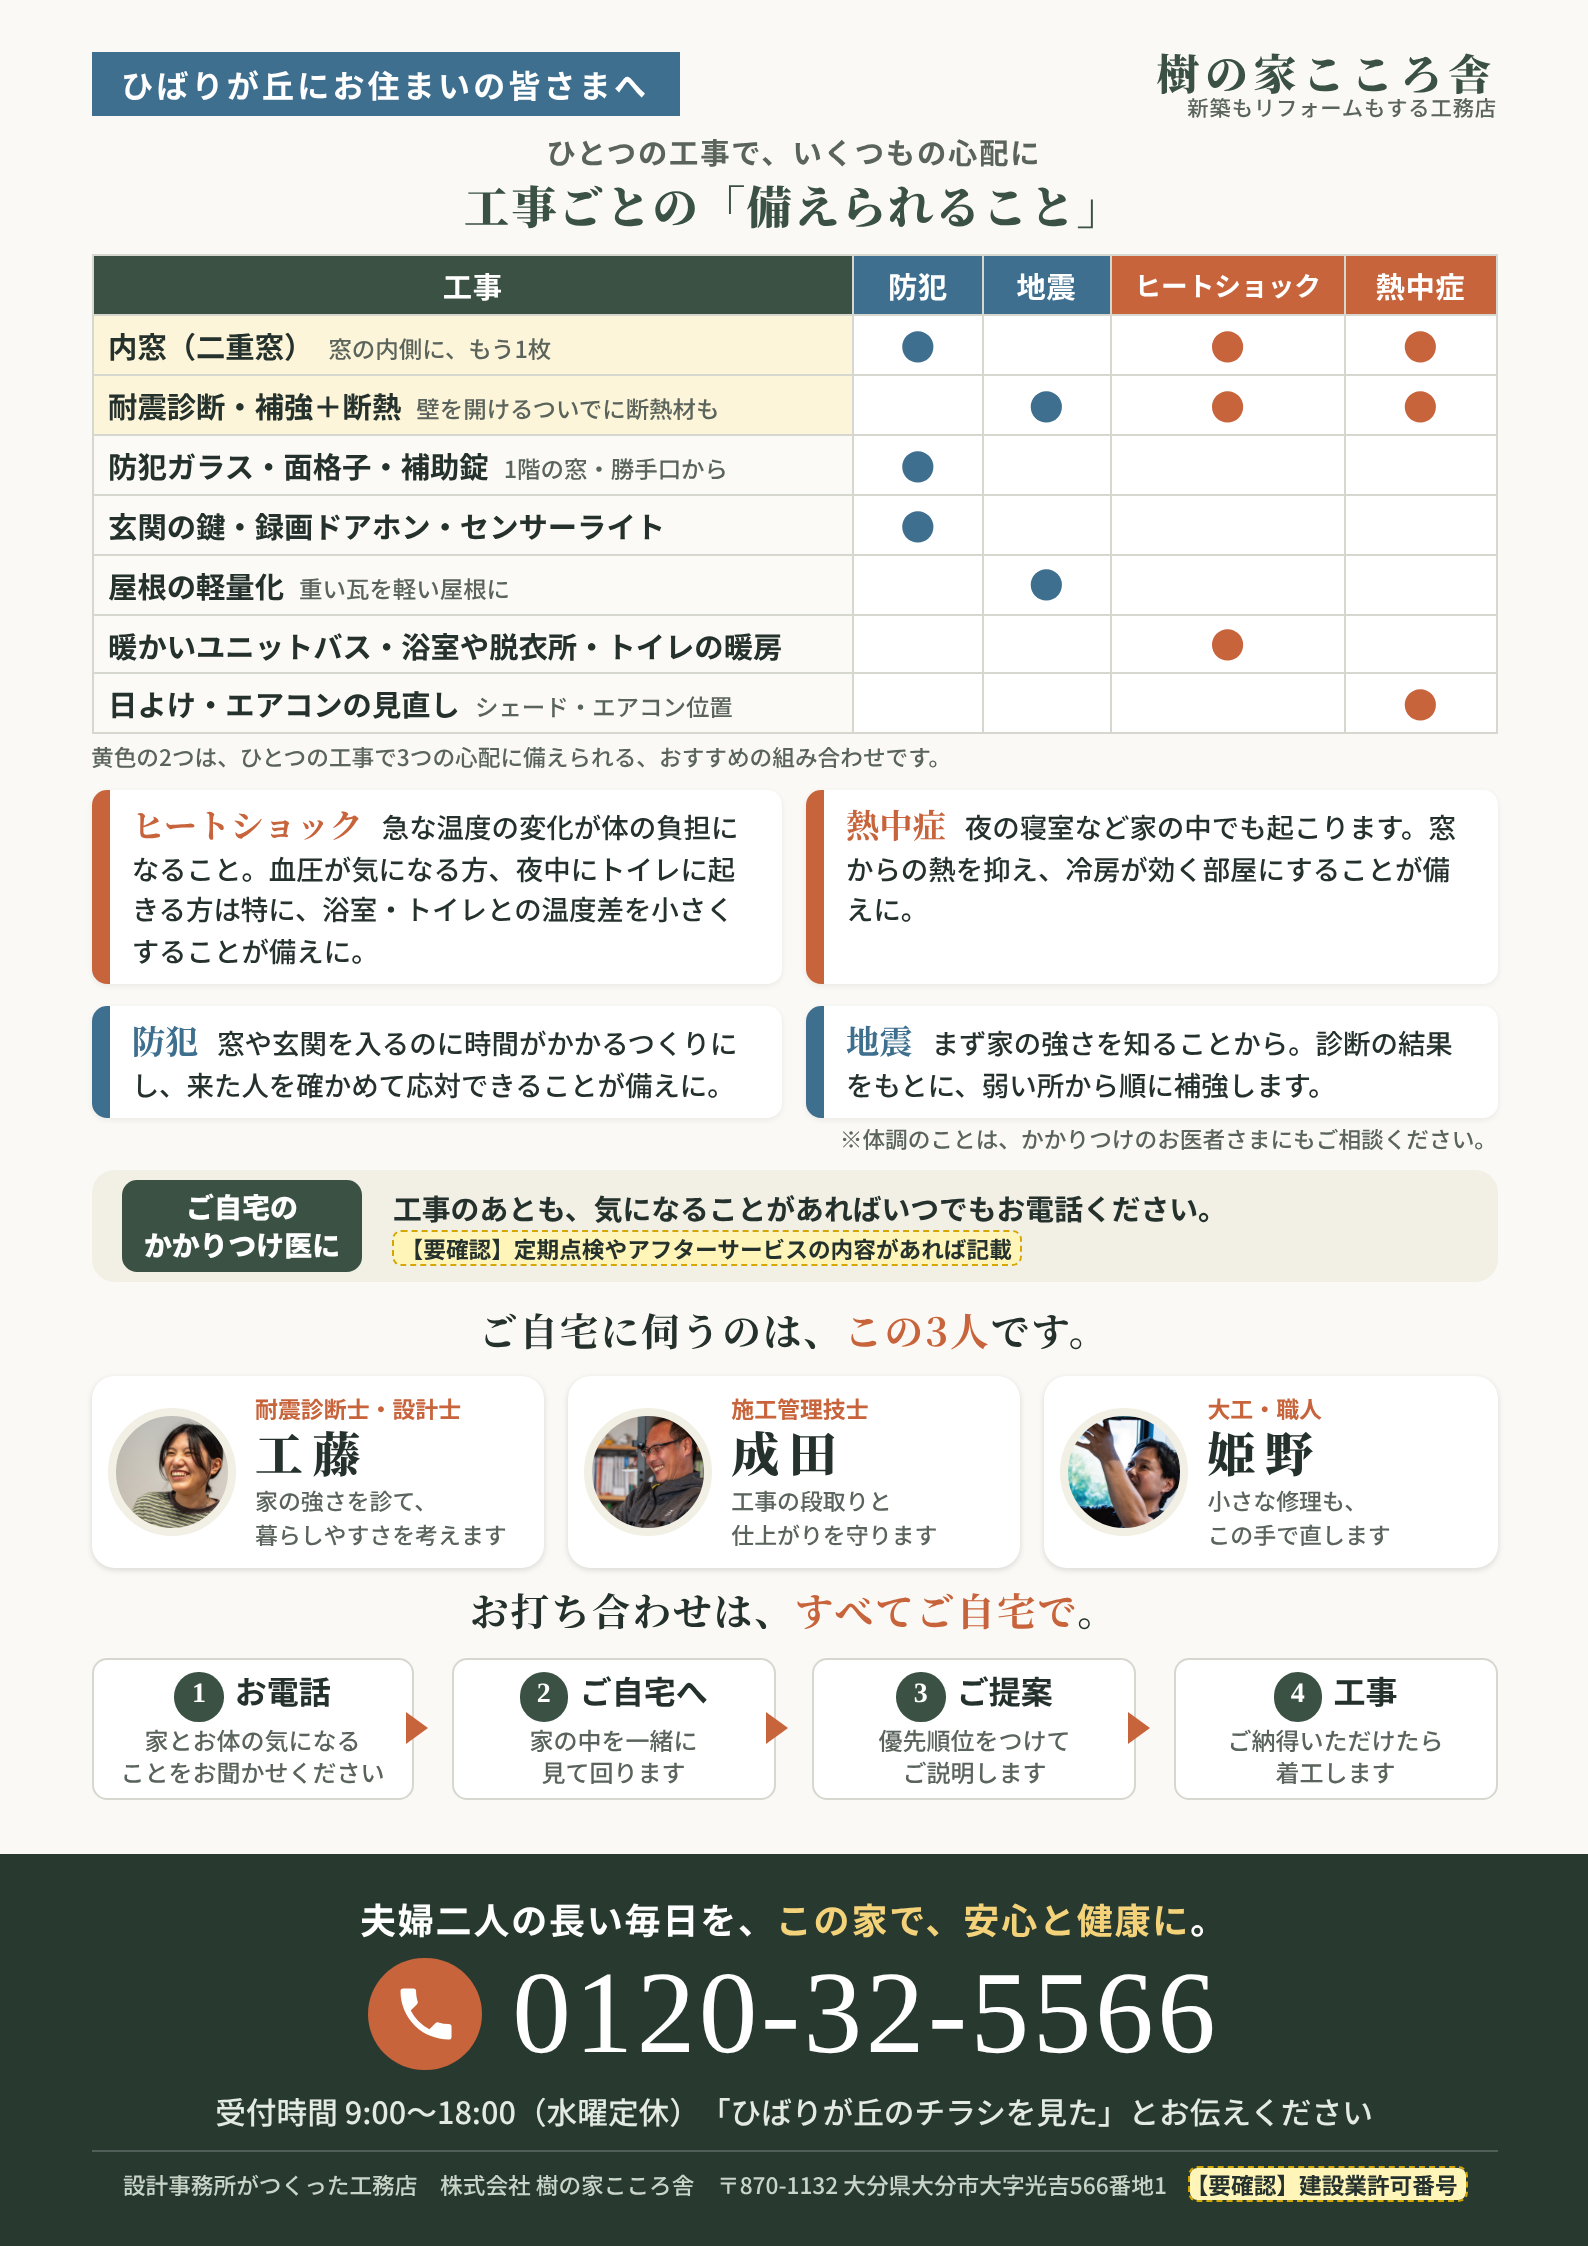 ひばりが丘にお住まいの皆さまへ
樹の家こころ舎
新築もリフォームもする工務店
ひとつの工事で、いくつもの心配に
工事ごとの「備えられること」
工事 防犯 地震 ヒートショック 熱中症
内窓（二重窓） 窓の内側に、もう1枚 ● ● ●
耐震診断・補強＋断熱 壁を開けるついでに断熱材も ● ● ●
防犯ガラス・面格子・補助錠 1階の窓・勝手口から ●
玄関の鍵・録画ドアホン・センサーライト ●
屋根の軽量化 重い瓦を軽い屋根に ●
暖かいユニットバス・浴室や脱衣所・トイレの暖房 ●
日よけ・エアコンの見直し シェード・エアコン位置 ●
黄色の2つは、ひとつの工事で3つの心配に備えられる、おすすめの組み合わせです。
ヒートショック 急な温度の変化が体の負担に
なること。血圧が気になる方、夜中にトイレに起
きる方は特に、浴室・トイレとの温度差を小さく
することが備えに。
熱中症 夜の寝室など家の中でも起こります。窓
からの熱を抑え、冷房が効く部屋にすることが備
えに。
防犯 窓や玄関を入るのに時間がかかるつくりに
し、来た人を確かめて応対できることが備えに。
地震 まず家の強さを知ることから。診断の結果
をもとに、弱い所から順に補強します。
※体調のことは、かかりつけのお医者さまにもご相談ください。
ご自宅の
かかりつけ医に
工事のあとも、気になることがあればいつでもお電話ください。
【要確認】定期点検やアフターサービスの内容があれば記載
ご自宅に伺うのは、この3人です。
耐震診断士・設計士
工藤
家の強さを診て、
暮らしやすさを考えます
施工管理技士
成田
工事の段取りと
仕上がりを守ります
大工・職人
姫野
小さな修理も、
この手で直します
お打ち合わせは、すべてご自宅で。
1 お電話
家とお体の気になる
ことをお聞かせください
2 ご自宅へ
家の中を一緒に
見て回ります
3 ご提案
優先順位をつけて
ご説明します
4 工事
ご納得いただけたら
着工します
夫婦二人の長い毎日を、この家で、安心と健康に。
0120-32-5566
受付時間 9:00〜18:00（水曜定休）「ひばりが丘のチラシを見た」とお伝えください
設計事務所がつくった工務店 株式会社 樹の家こころ舎 〒870-1132 大分県大分市大字光吉566番地1 【要確認】建設業許可番号